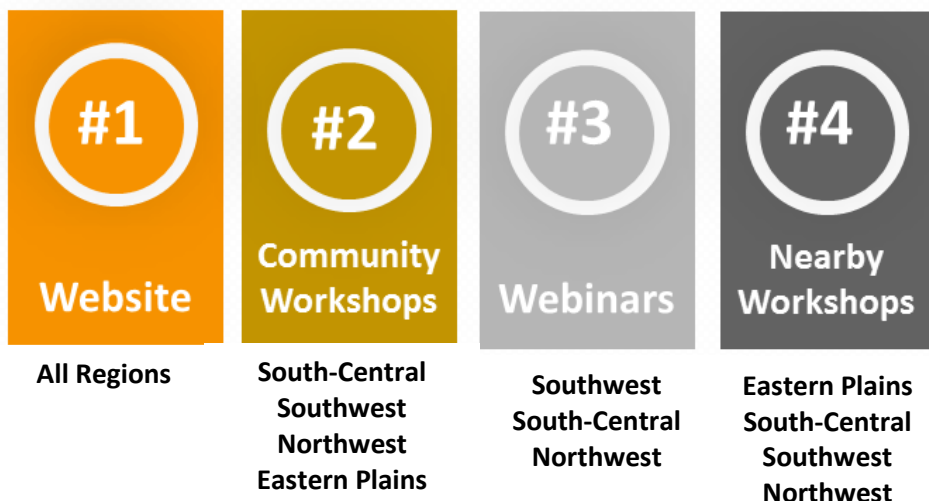 #1
Website
All Regions
#2
Community
Workshops
South-Central
Southwest
Northwest
Eastern Plains
#3
Webinars
Southwest
South-Central
Northwest
#4
Nearby
Workshops
Eastern Plains
South-Central
Southwest
Northwest